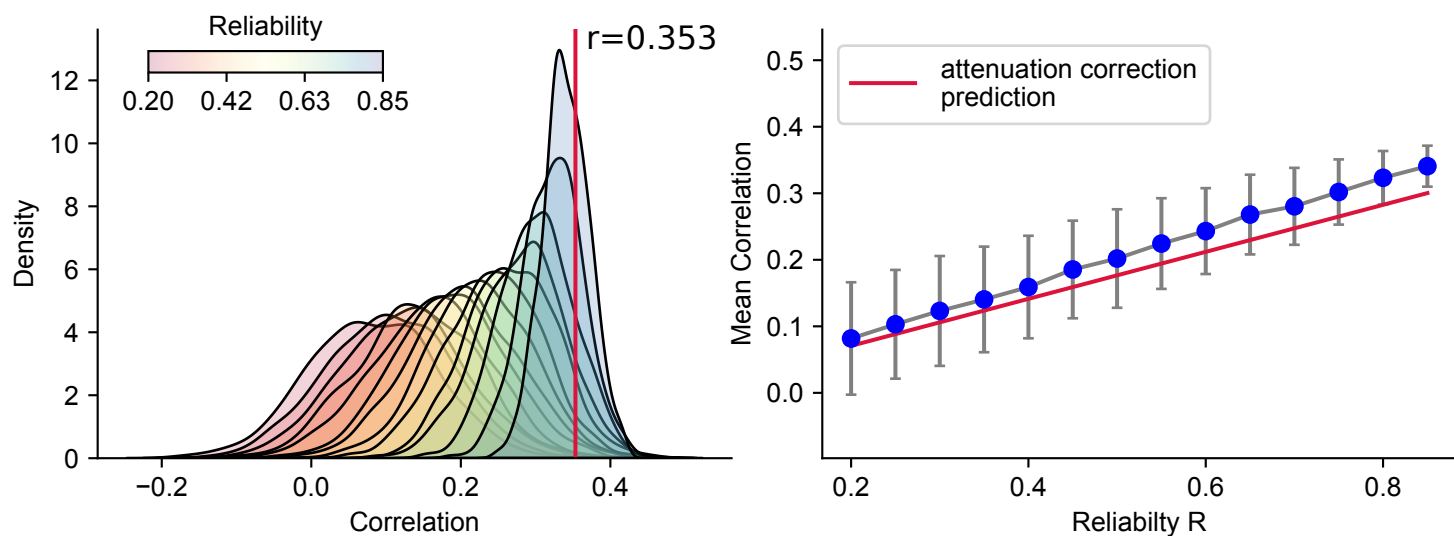 Reliability
0.20 0.42 0.63 0.85
r=0.353
12
10
8
6
4
2
0
Density
−0.2 0.0 0.2 0.4
Correlation
attenuation correction
prediction
0.5
0.4
0.3
0.2
0.1
0.0
Mean Correlation
0.2 0.4 0.6 0.8
Reliabilty R